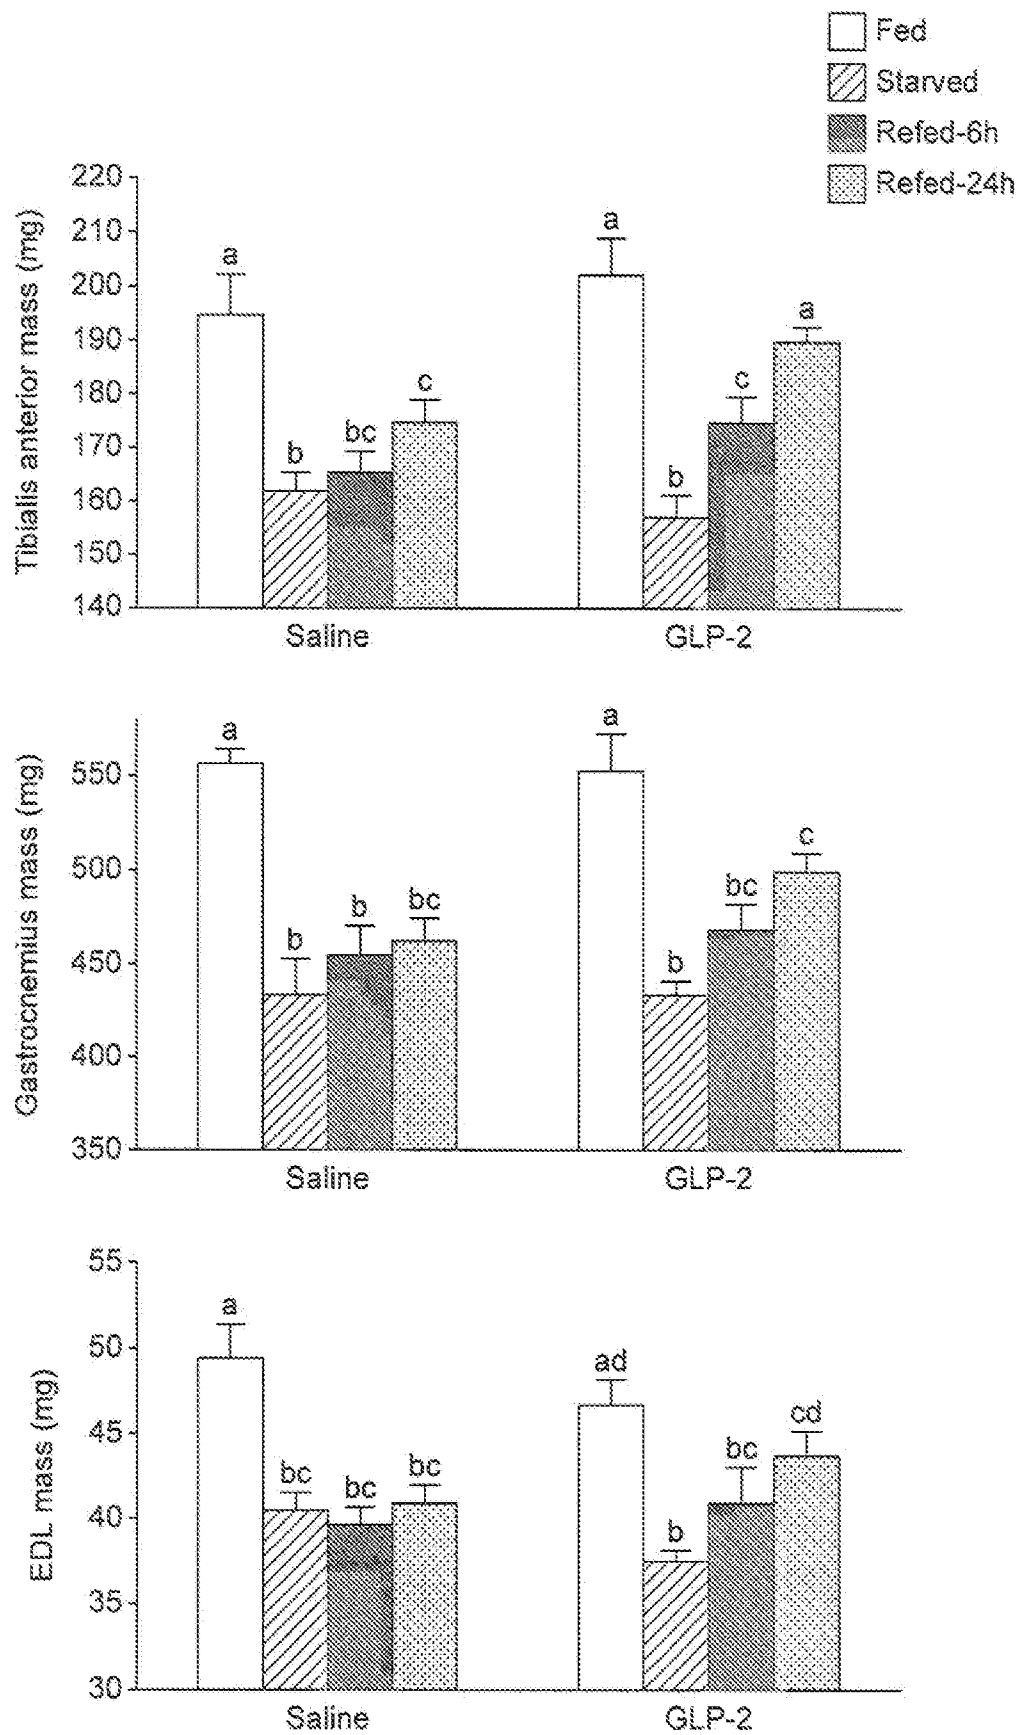 Fed
Starved
Refed-6h
Refed-24h
Tibialis anterior mass (mg)
220
210
200
190
180
170
160
150
140
a
b
bc
c
a
b
c
a
Saline GLP-2
Gastrocnemius mass (mg)
550
500
450
400
350
a
b
b
bc
a
b
bc
c
Saline GLP-2
EDL mass (mg)
55
50
45
40
35
30
a
bc
bc
bc
ad
b
bc
cd
Saline GLP-2